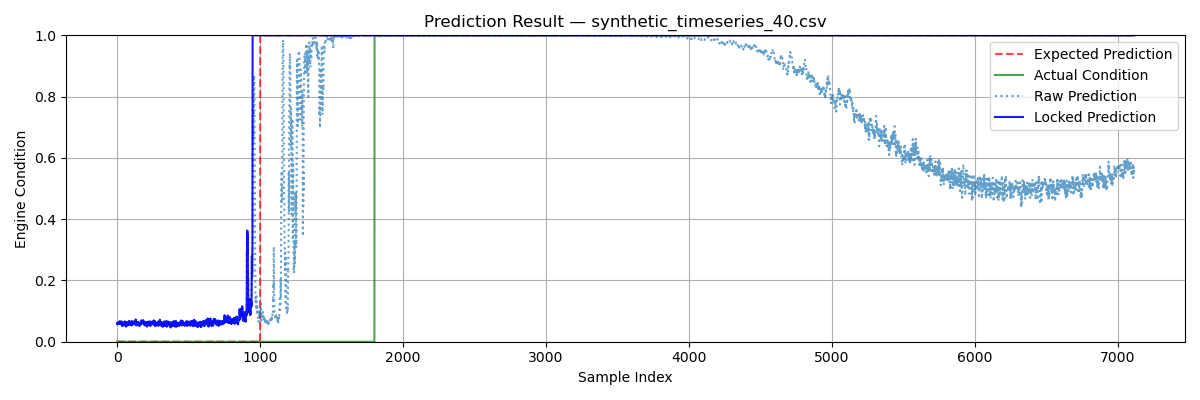 Prediction Result — synthetic_timeseries_40.csv
1.0
0.8
0.6
0.4
0.2
0.0
Engine Condition
Expected Prediction
Actual Condition
Raw Prediction
Locked Prediction
0 1000 2000 3000 4000 5000 6000 7000
Sample Index